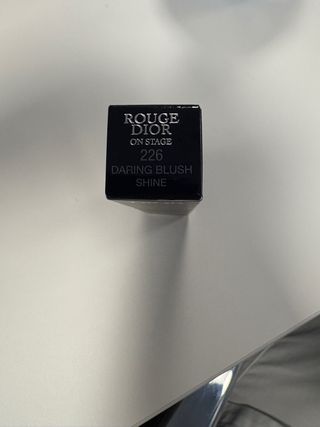 ROUGE
DIOR
ON STAGE
226
DARING BLUSH
SHINE